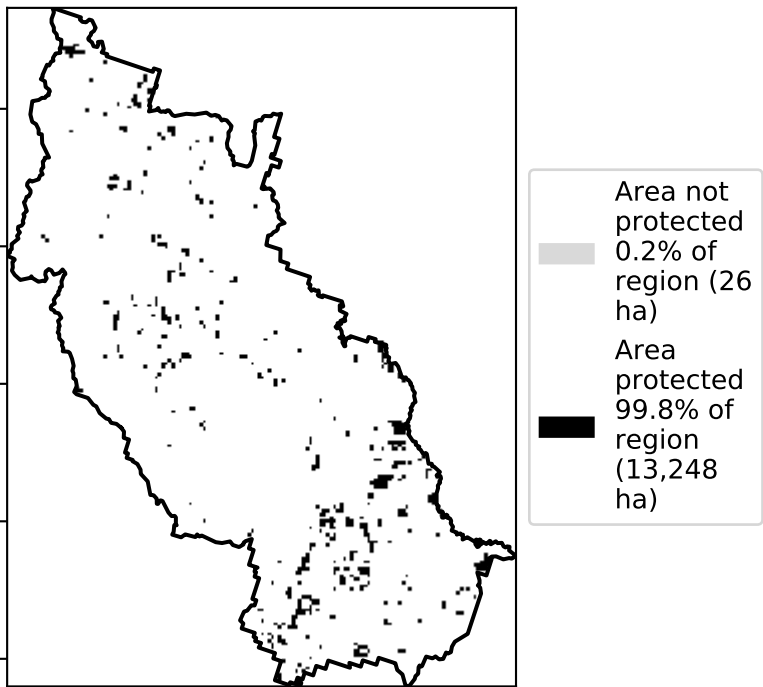 Area not
protected
0.2% of
region (26
ha)
Area
protected
99.8% of
region
(13,248
ha)